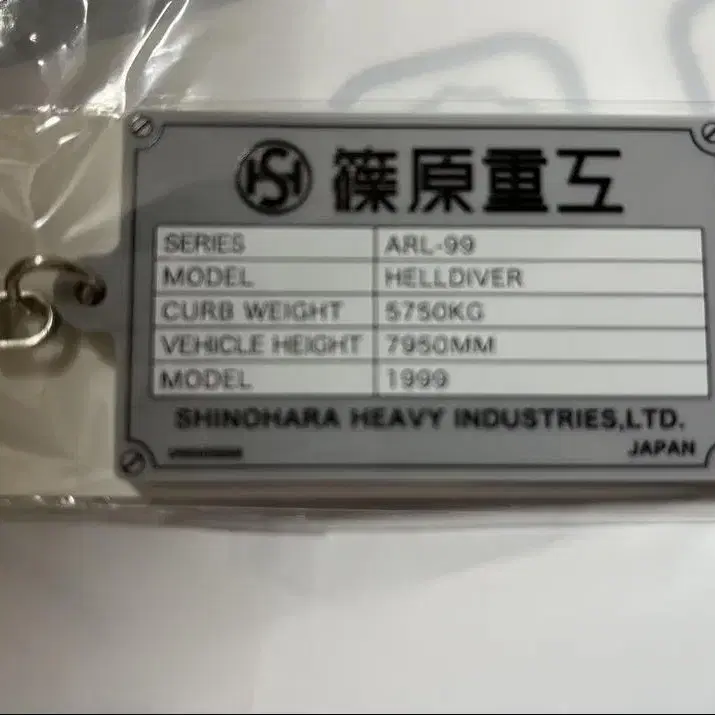 篠原重工
SERIES ARL-99
MODEL HELLDIVER
CURB WEIGHT 5750KG
VEHICLE HEIGHT 7950MM
MODEL 1999
SHINOHARA HEAVY INDUSTRIES,LTD.
JAPAN